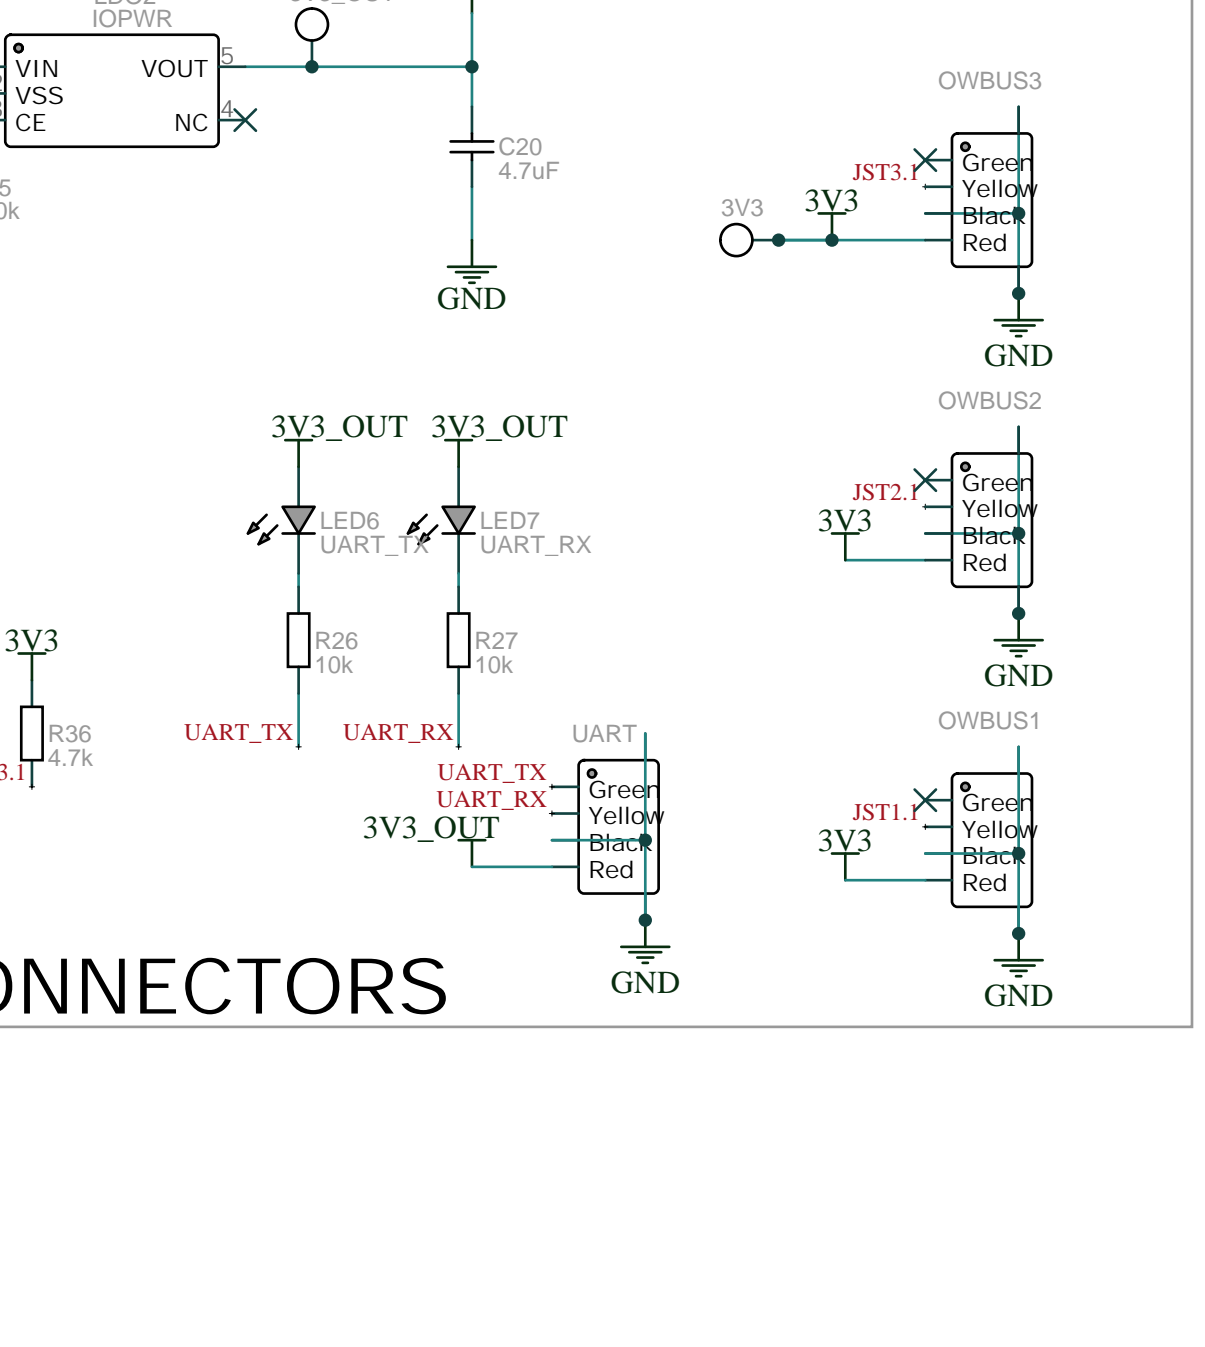 IOPWR
VIN
VOUT
5
VSS
CE
NC
4
C20
4.7uF
GND
OWBUS3
JST3.1
Green
Yellow
Black
Red
3V3
3V3
GND
3V3_OUT
3V3_OUT
LED6
UART_TX
LED7
UART_RX
R26
10k
R27
10k
UART_TX
UART_RX
3V3
R36
4.7k
3.1
UART
UART_TX
UART_RX
3V3_OUT
Green
Yellow
Black
Red
GND
OWBUS2
JST2.1
3V3
Green
Yellow
Black
Red
GND
OWBUS1
JST1.1
3V3
Green
Yellow
Black
Red
GND
ONNECTORS